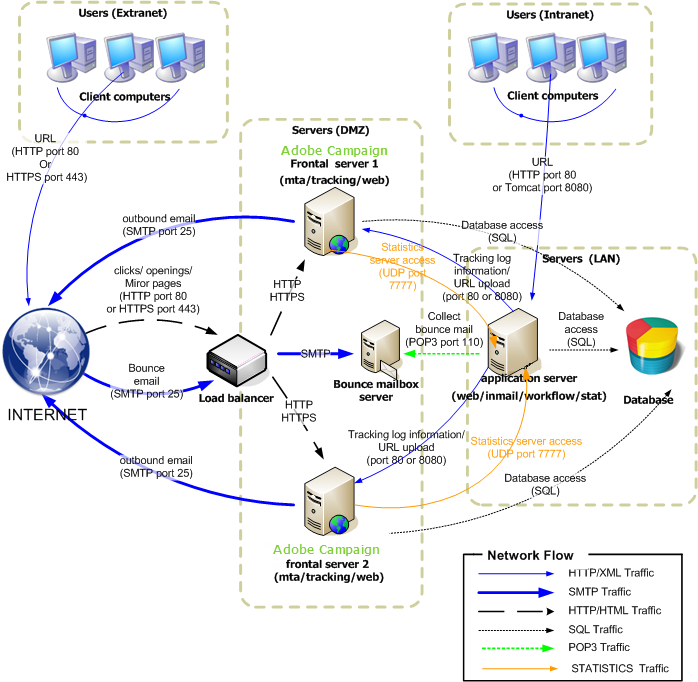 Users (Extranet)
Client computers
Users (Intranet)
Client computers
URL
(HTTP port 80
Or
HTTPS port 443)
URL
(HTTP port 80
or Tomcat port 8080)
Servers (DMZ)
Adobe Campaign
Frontal server 1
(mta/tracking/web)
outbound email
(SMTP port 25)
Database access
(SQL)
Statistics
server access
(UDP port
7777)
Tracking log
information/
URL upload
(port 80 or 8080)
Servers (LAN)
clicks/ openings/
Miror pages
(HTTP port 80
or HTTPS port 443)
HTTP
HTTPS
Collect
bounce mail
(POP3 port 110)
Database
access
(SQL)
SMTP
Bounce
email
(SMTP port 25)
INTERNET
Load balancer
Bounce mailbox
server
application server
(web/inmail/workflow/stat)
Database
HTTP
HTTPS
Tracking log information/
URL upload
(port 80 or 8080)
Statistics server access
(UDP port 7777)
outbound email
(SMTP port 25)
Database access
(SQL)
Adobe Campaign
frontal server 2
(mta/tracking/web)
Network Flow
HTTP/XML Traffic
SMTP Traffic
HTTP/HTML Traffic
SQL Traffic
POP3 Traffic
STATISTICS Traffic